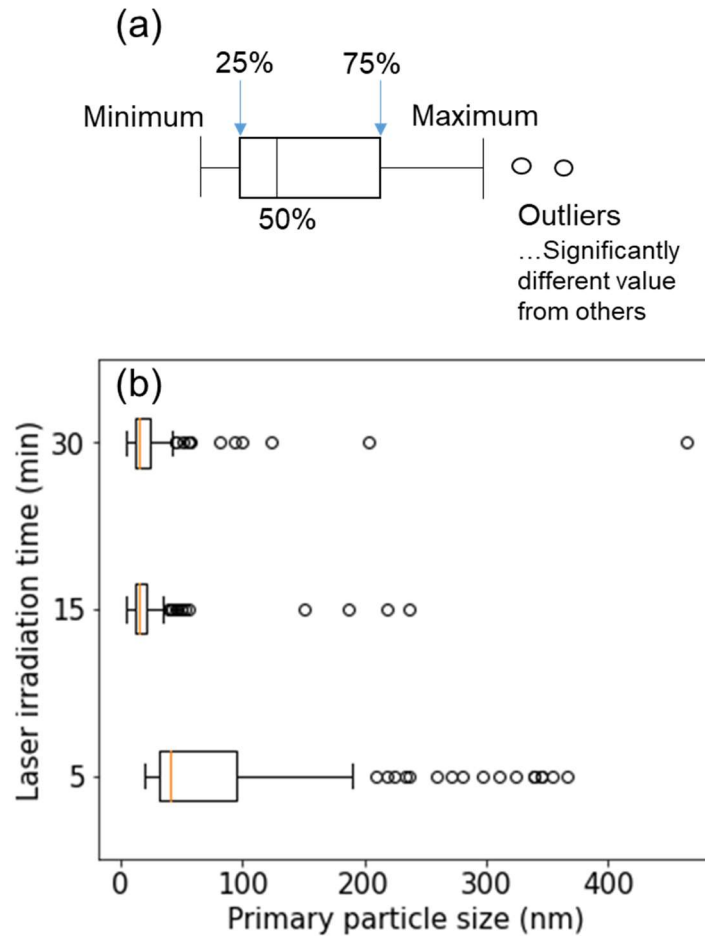 (a)
25% 75%
Minimum Maximum
50%
Outliers
…Significantly
different value
from others
(b)
Laser irradiation time (min)
30
15
5
0 100 200 300 400
Primary particle size (nm)